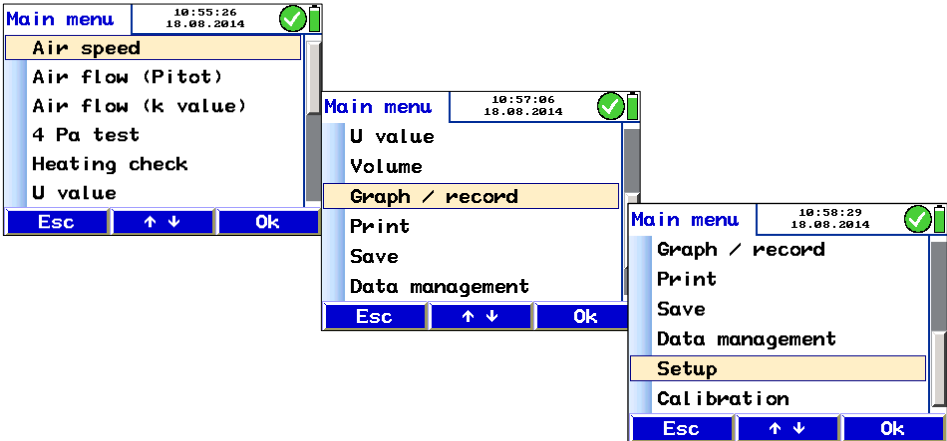 Main menu
10:55:26
18.08.2014
Air speed
Air flow (Pitot)
Air flow (k value)
4 Pa test
Heating check
U value
Esc ↑ ↓ Ok
Main menu
10:57:06
18.08.2014
U value
Volume
Graph / record
Print
Save
Data management
Esc ↑ ↓ Ok
Main menu
10:58:29
18.08.2014
Graph / record
Print
Save
Data management
Setup
Calibration
Esc ↑ ↓ Ok